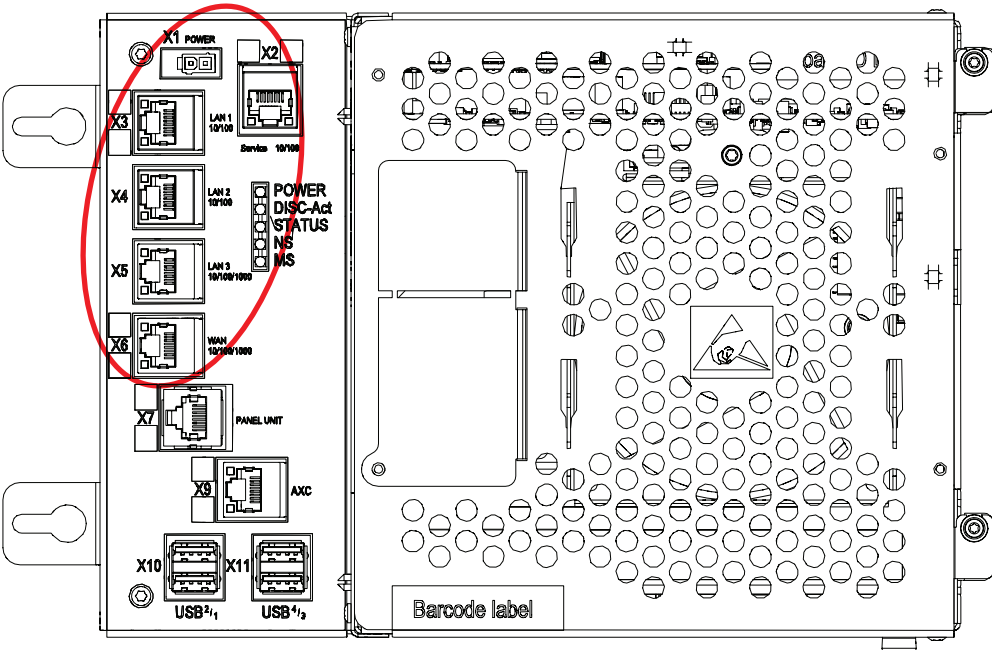 X1 POWER
X2
X3
LAN 1
10/100
Service 10/100
X4
LAN 2
10/100
POWER
DISC-Act
STATUS
NS
MS
X5
LAN 3
10/100/1000
X6
WAN
10/100/1000
X7
PANEL UNIT
X9
AXC
X10
X11
USB²/₁
USB⁴/₃
Barcode label